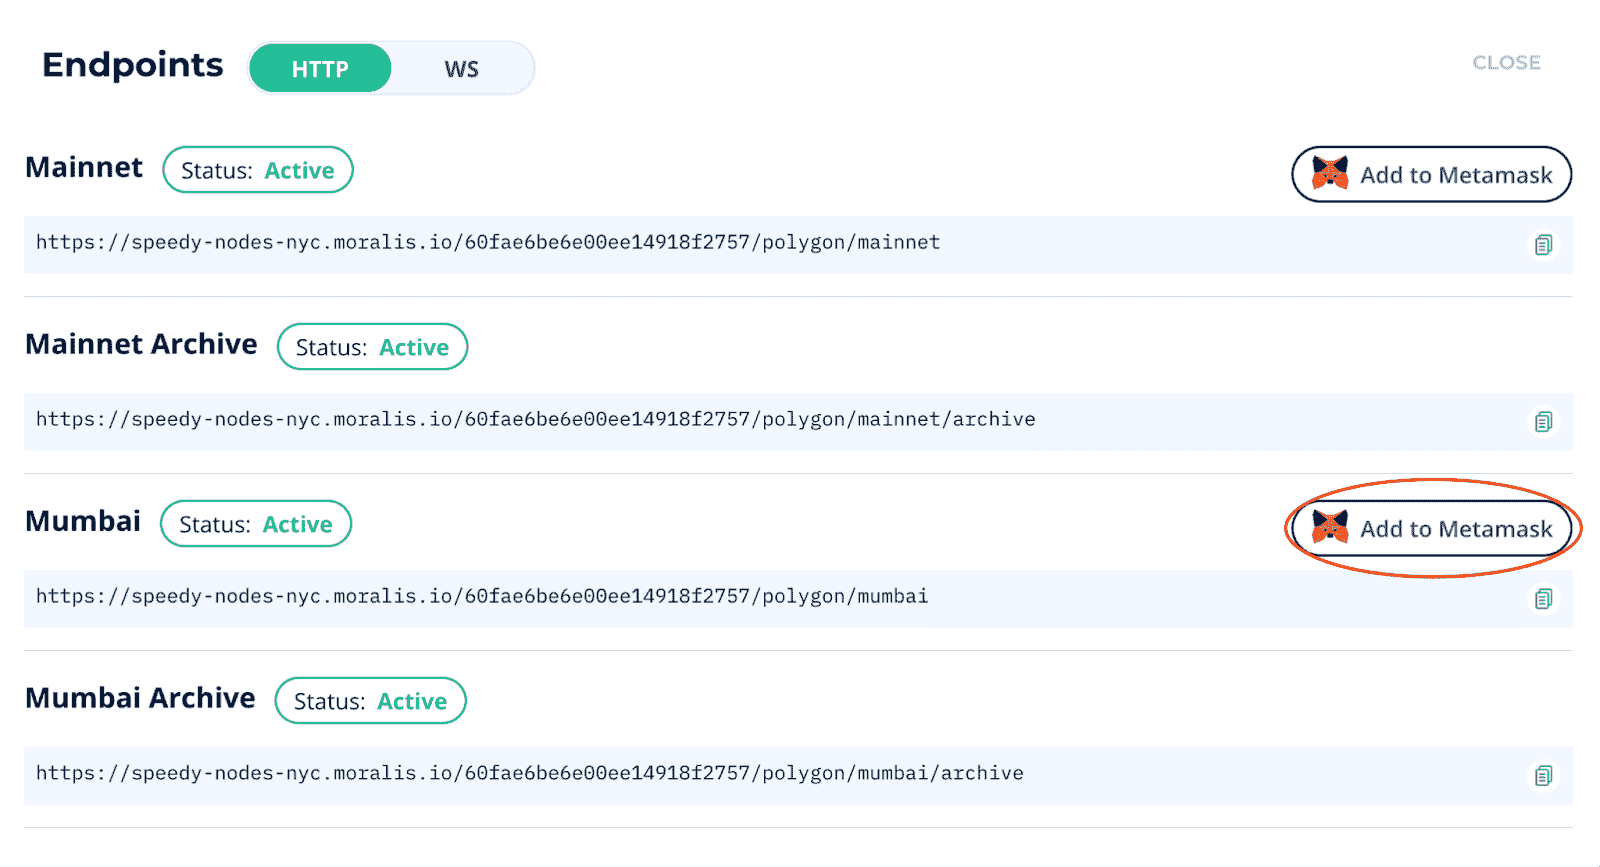 Endpoints HTTP WS CLOSE
Mainnet Status: Active Add to Metamask
https://speedy-nodes-nyc.moralis.io/60fae6be6e00ee14918f2757/polygon/mainnet
Mainnet Archive Status: Active
https://speedy-nodes-nyc.moralis.io/60fae6be6e00ee14918f2757/polygon/mainnet/archive
Mumbai Status: Active Add to Metamask
https://speedy-nodes-nyc.moralis.io/60fae6be6e00ee14918f2757/polygon/mumbai
Mumbai Archive Status: Active
https://speedy-nodes-nyc.moralis.io/60fae6be6e00ee14918f2757/polygon/mumbai/archive